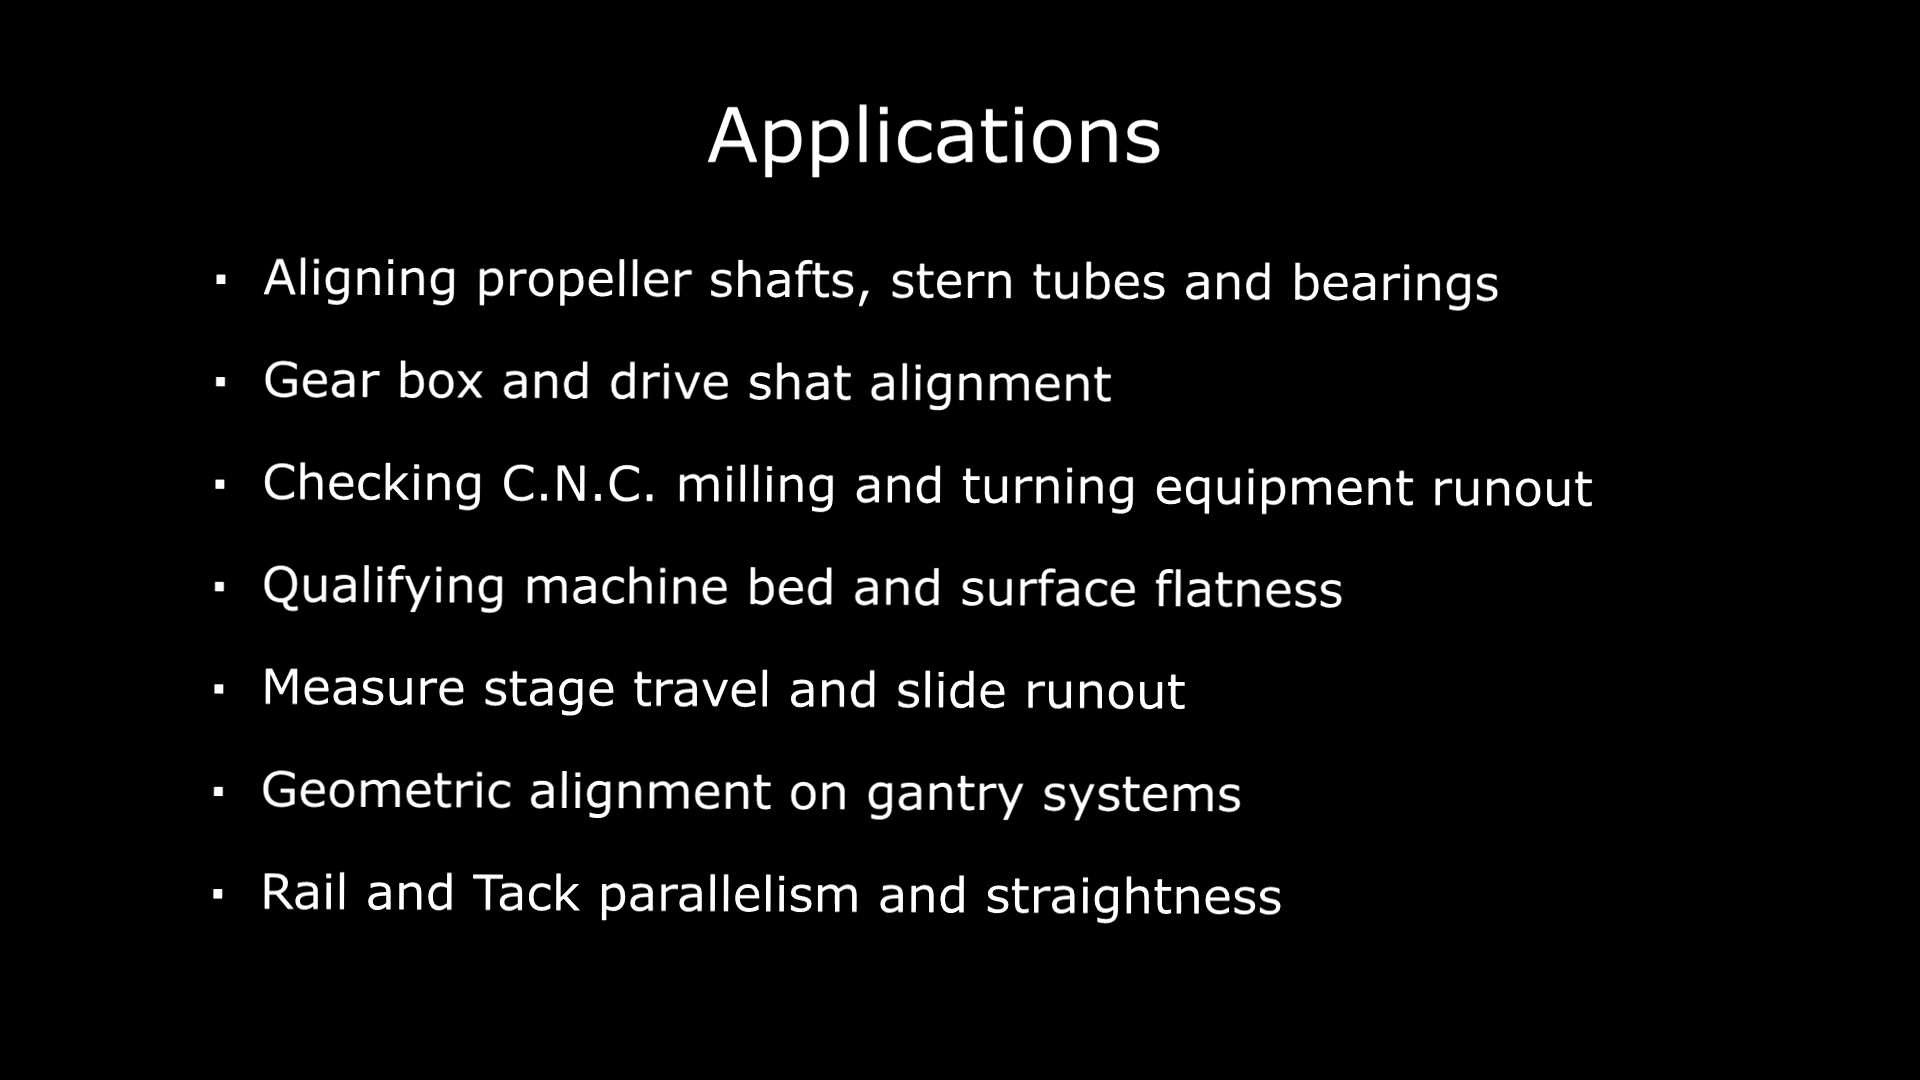 Applications
· Aligning propeller shafts, stern tubes and bearings
· Gear box and drive shat alignment
· Checking C.N.C. milling and turning equipment runout
· Qualifying machine bed and surface flatness
· Measure stage travel and slide runout
· Geometric alignment on gantry systems
· Rail and Tack parallelism and straightness